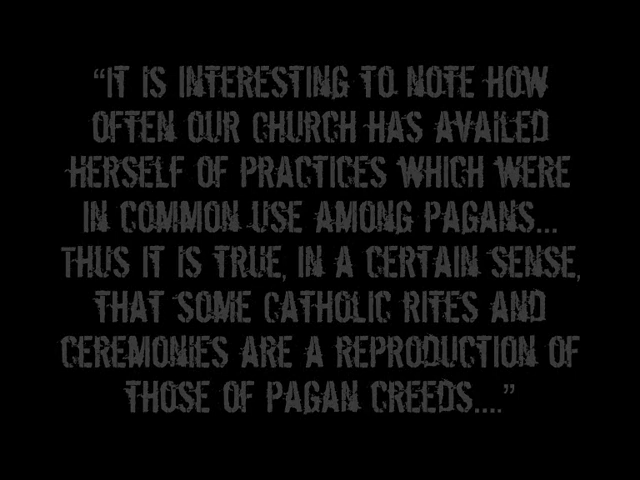 “IT IS INTERESTING TO NOTE HOW
OFTEN OUR CHURCH HAS AVAILED
HERSELF OF PRACTICES WHICH WERE
IN COMMON USE AMONG PAGANS...
THUS IT IS TRUE, IN A CERTAIN SENSE,
THAT SOME CATHOLIC RITES AND
CEREMONIES ARE A REPRODUCTION OF
THOSE OF PAGAN CREEDS....”